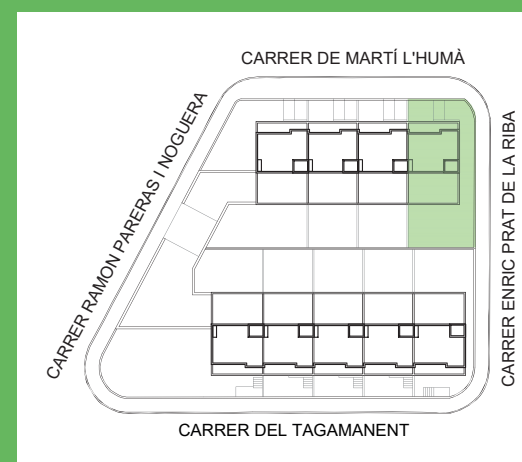 CARRER DE MARTÍ L'HUMÀ
CARRER RAMON PARERAS I NOGUERA
CARRER ENRIC PRAT DE LA RIBA
CARRER DEL TAGAMANENT